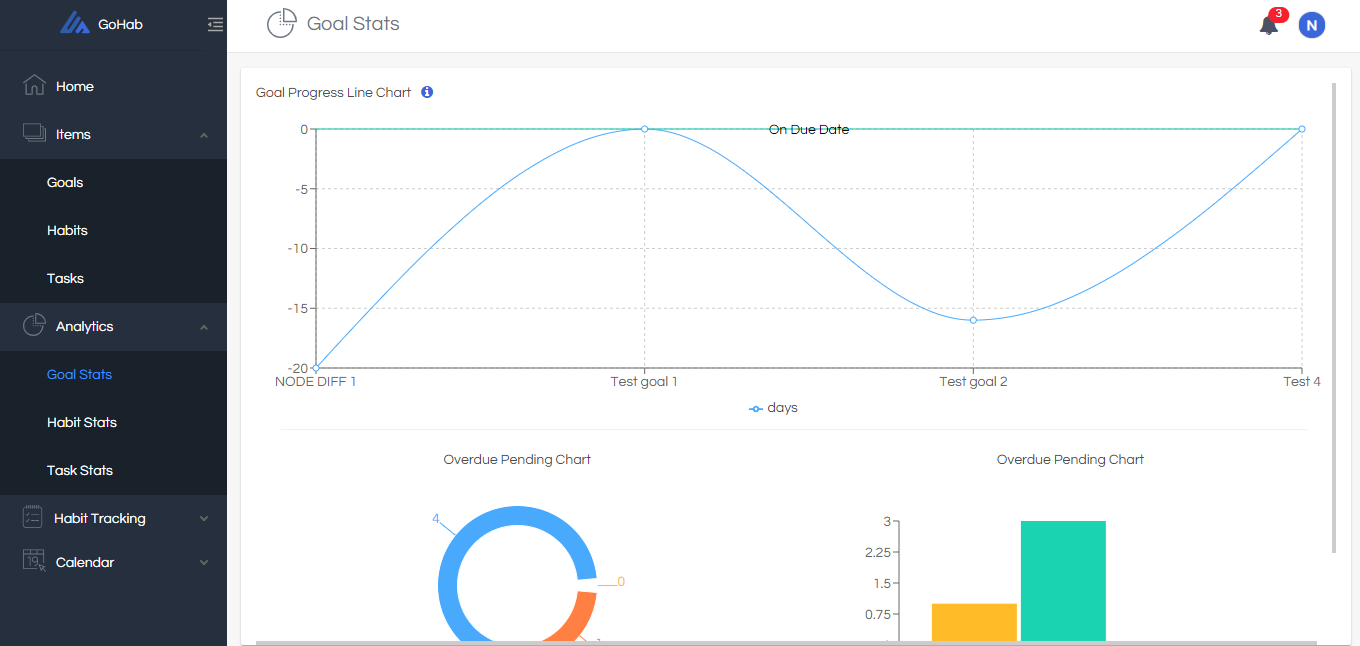 GoHab
Goal Stats
3
N
Home
Items
Goals
Habits
Tasks
Analytics
Goal Stats
Habit Stats
Task Stats
Habit Tracking
19
Calendar
Goal Progress Line Chart
0
On Due Date
-5
-10
-15
-20
NODE DIFF 1
Test goal 1
Test goal 2
Test 4
days
Overdue Pending Chart
4
0
Overdue Pending Chart
3
2.25
1.5
0.75